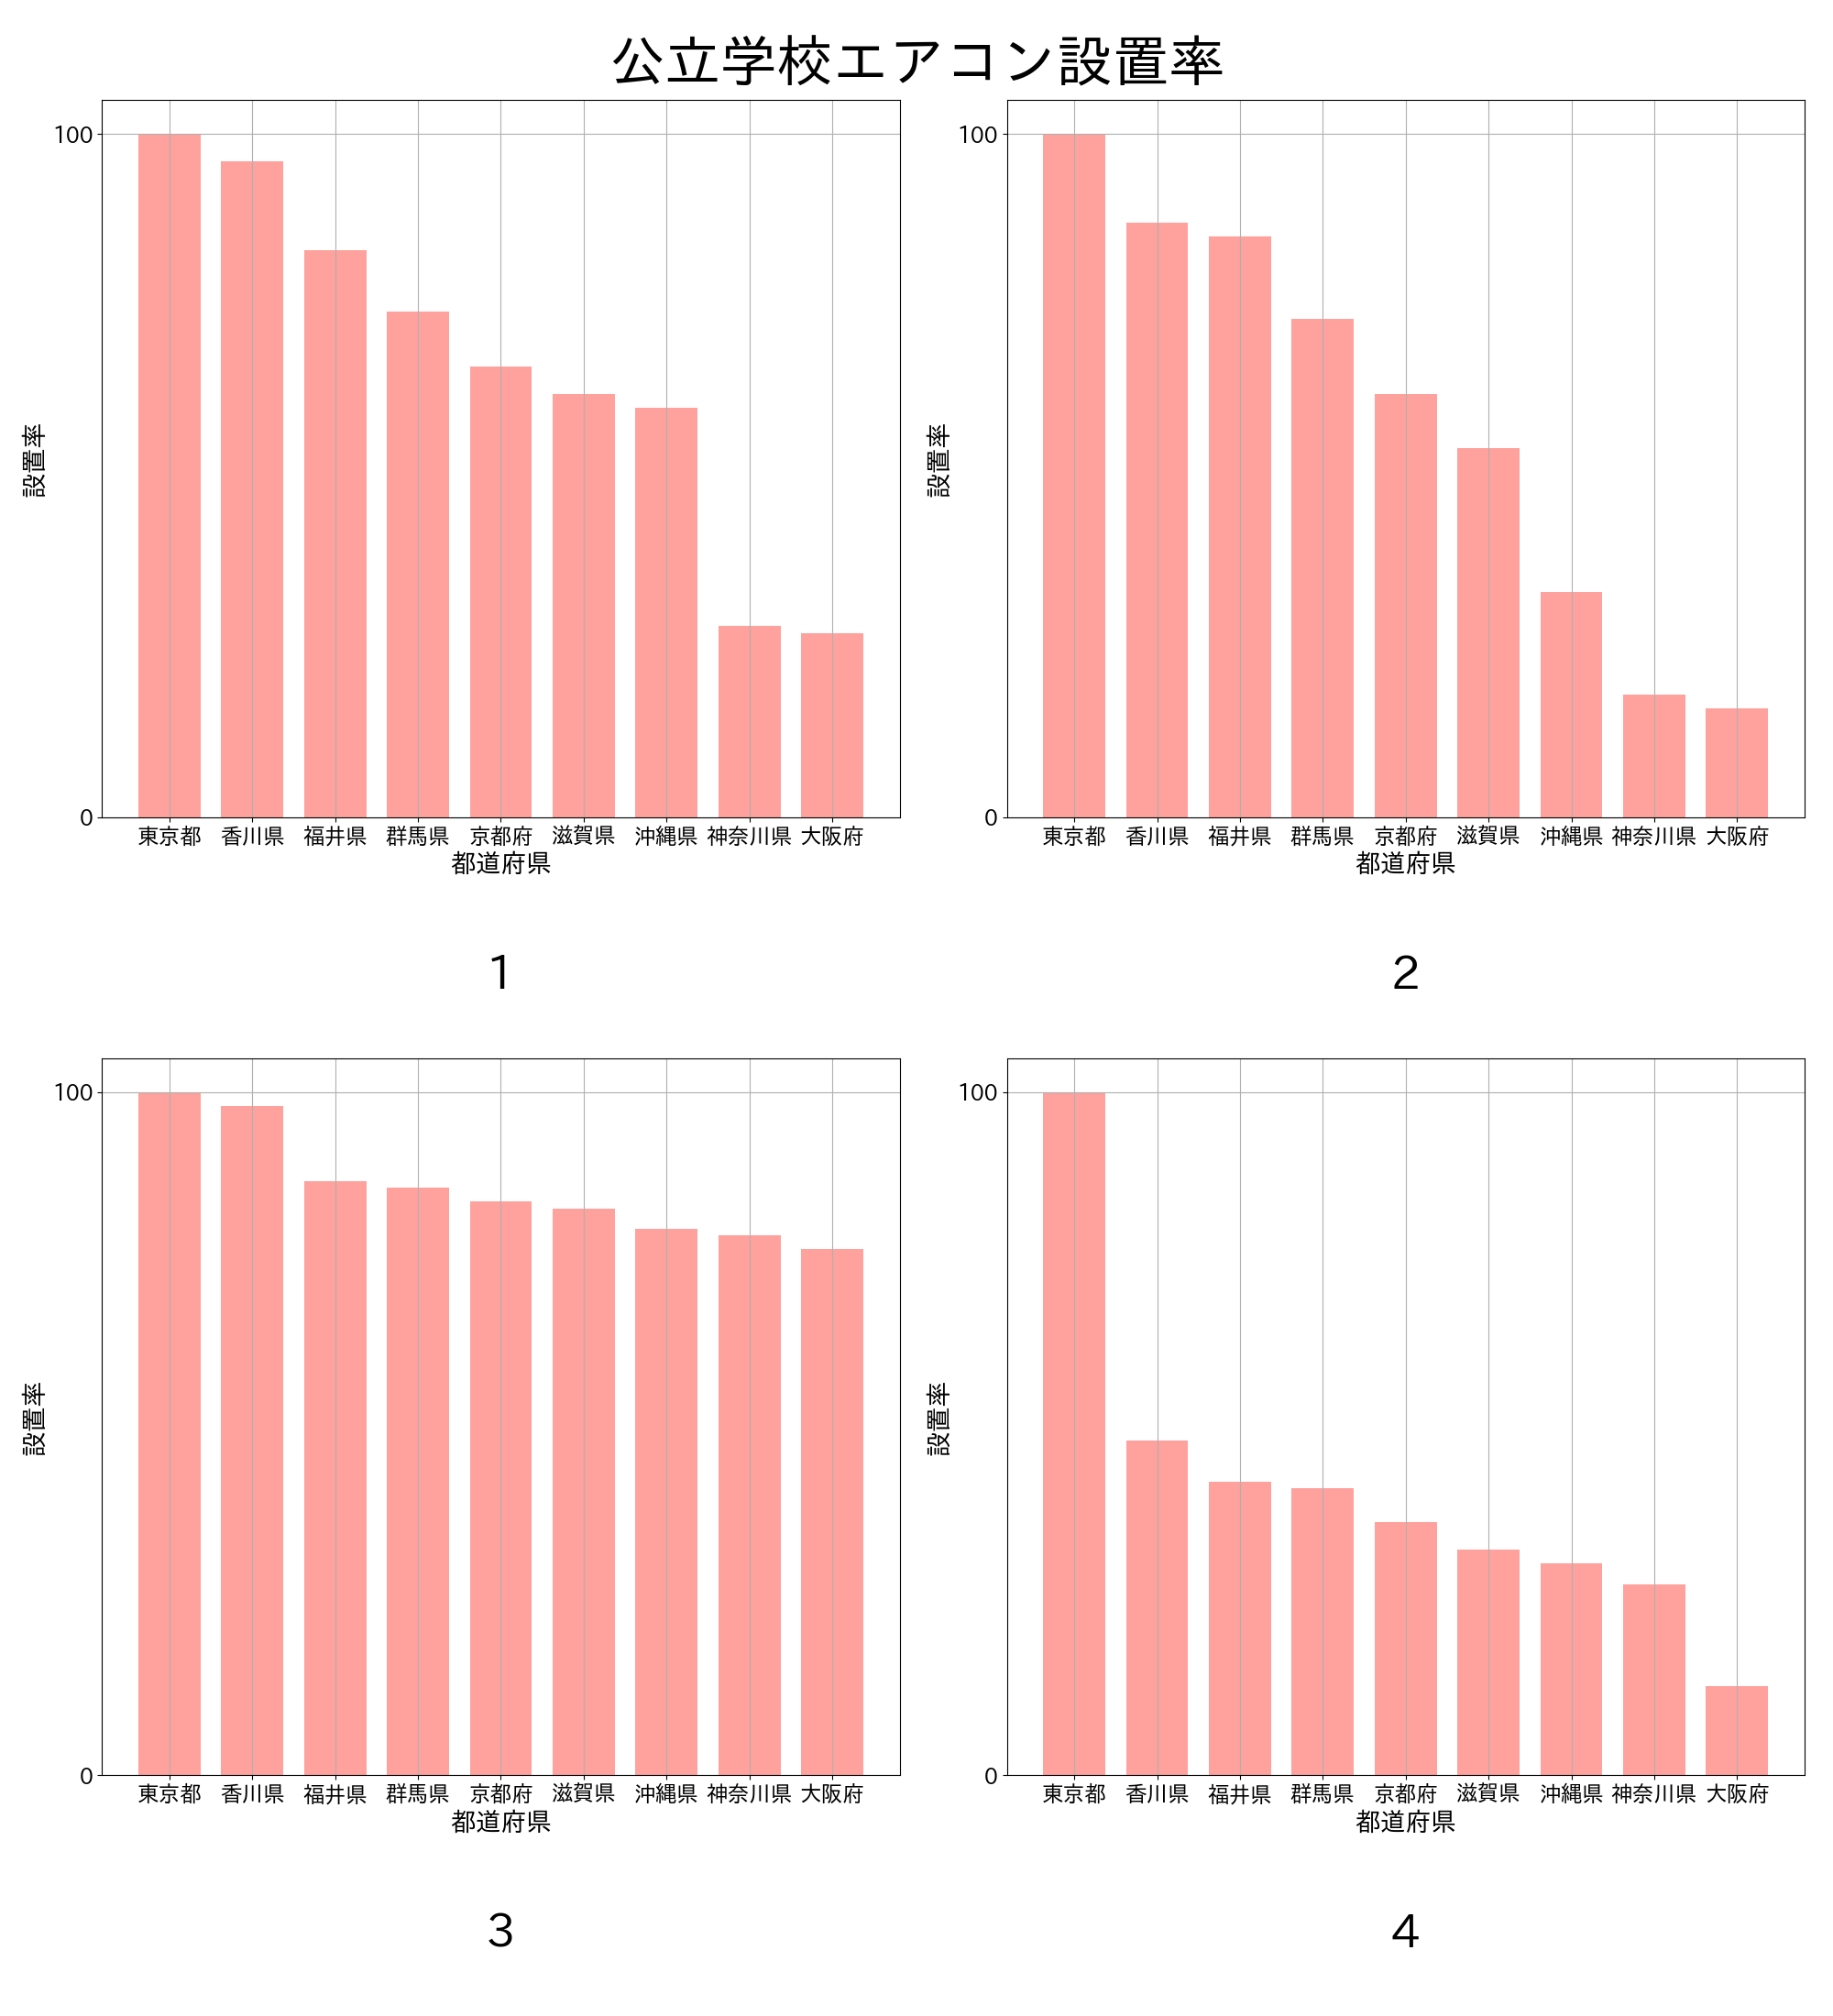 公立学校エアコン設置率
100
0
設置率
東京都 香川県 福井県 群馬県 京都府 滋賀県 沖縄県 神奈川県 大阪府
都道府県
1
100
0
設置率
東京都 香川県 福井県 群馬県 京都府 滋賀県 沖縄県 神奈川県 大阪府
都道府県
2
100
0
設置率
東京都 香川県 福井県 群馬県 京都府 滋賀県 沖縄県 神奈川県 大阪府
都道府県
3
100
0
設置率
東京都 香川県 福井県 群馬県 京都府 滋賀県 沖縄県 神奈川県 大阪府
都道府県
4